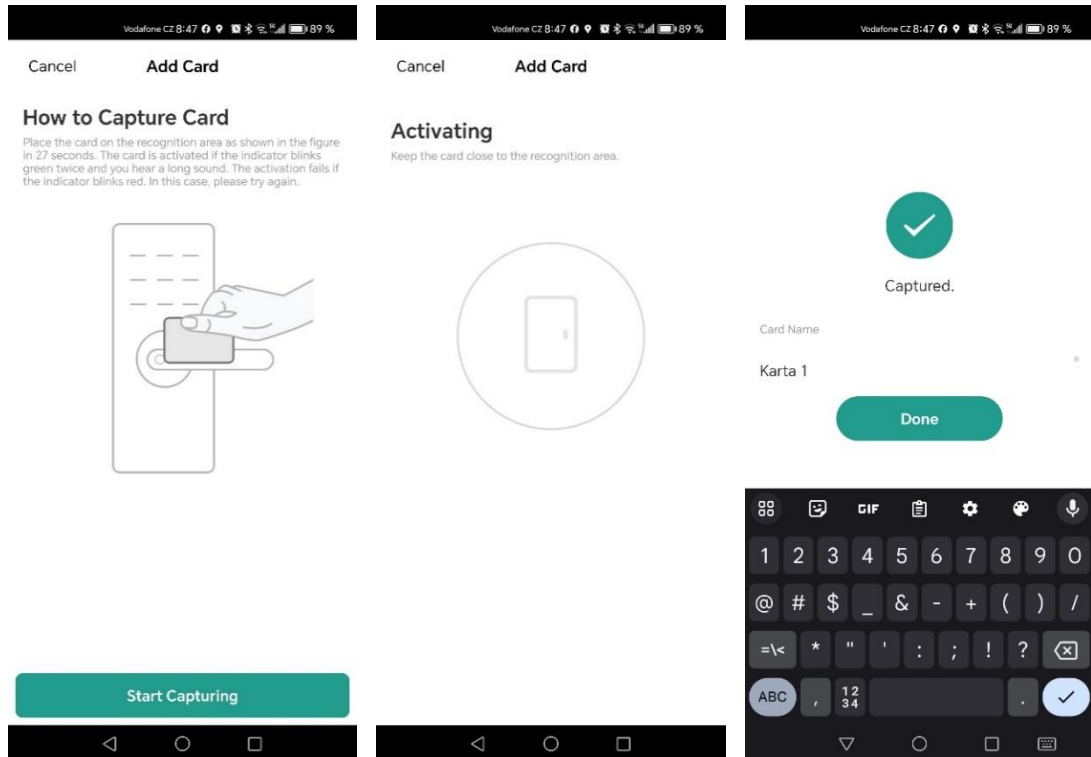 Vodafone CZ 8:47 89 %
Cancel Add Card
How to Capture Card
Place the card on the recognition area as shown in the figure
in 27 seconds. The card is activated if the indicator blinks
green twice and you hear a long sound. The activation fails if
the indicator blinks red. In this case, please try again.
Start Capturing
Vodafone CZ 8:47 89 %
Cancel Add Card
Activating
Keep the card close to the recognition area.
Vodafone CZ 8:47 89 %
Captured.
Card Name
Karta 1
Done
GIF
1 2 3 4 5 6 7 8 9 0
@ # $ _ & - + ( ) /
=\< * " ' : ; ! ?
ABC , 12 34 .